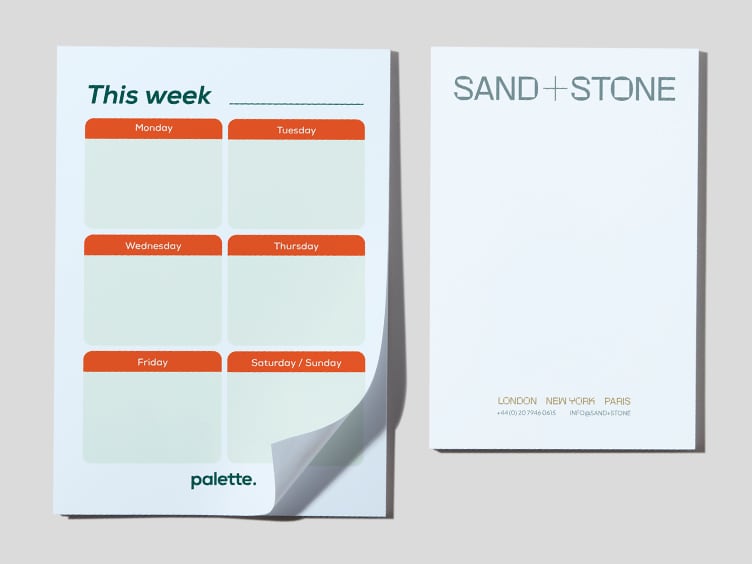 This week
Monday
Tuesday
Wednesday
Thursday
Friday
Saturday / Sunday
palette.
SAND+STONE
LONDON NEW YORK PARIS
+44(0) 20 7946 0615 INFO@SAND+STONE